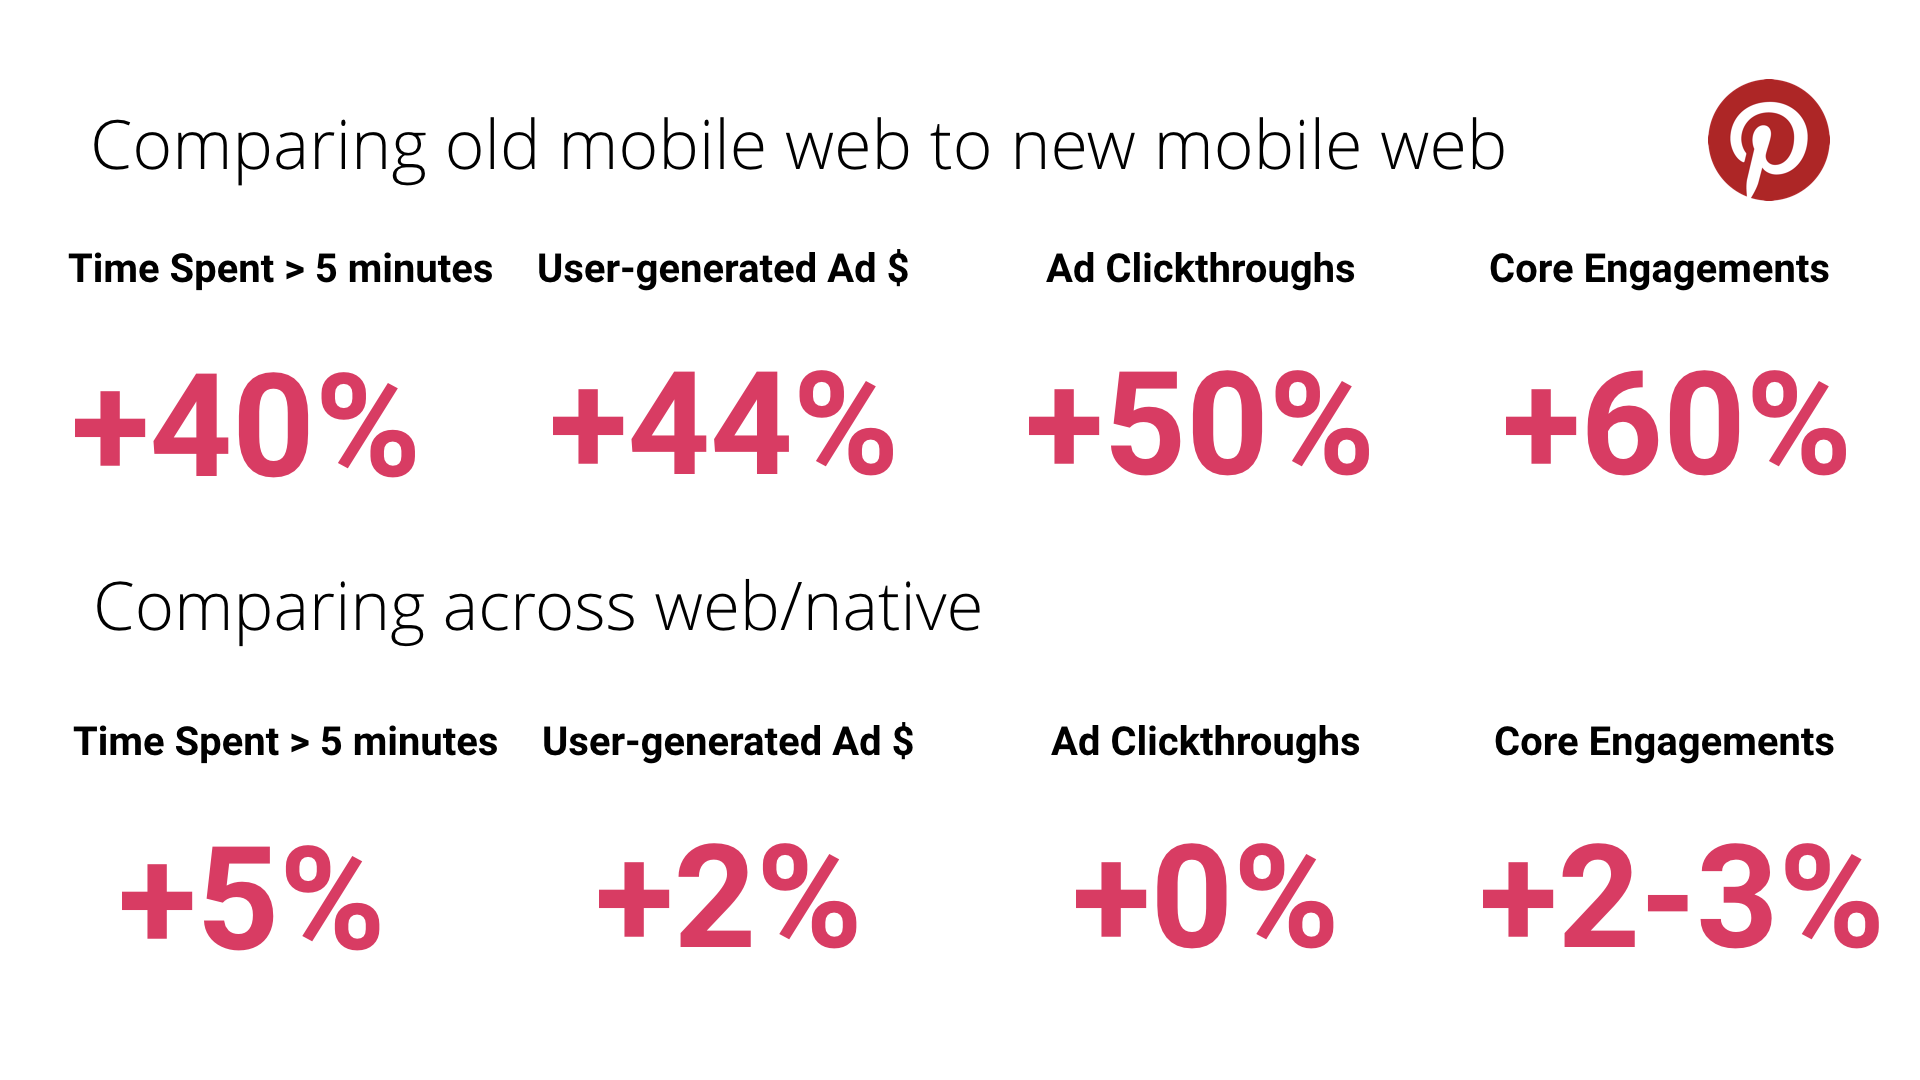 Comparing old mobile web to new mobile web
Time Spent > 5 minutes User-generated Ad $ Ad Clickthroughs Core Engagements
+40% +44% +50% +60%
Comparing across web/native
Time Spent > 5 minutes User-generated Ad $ Ad Clickthroughs Core Engagements
+5% +2% +0% +2-3%